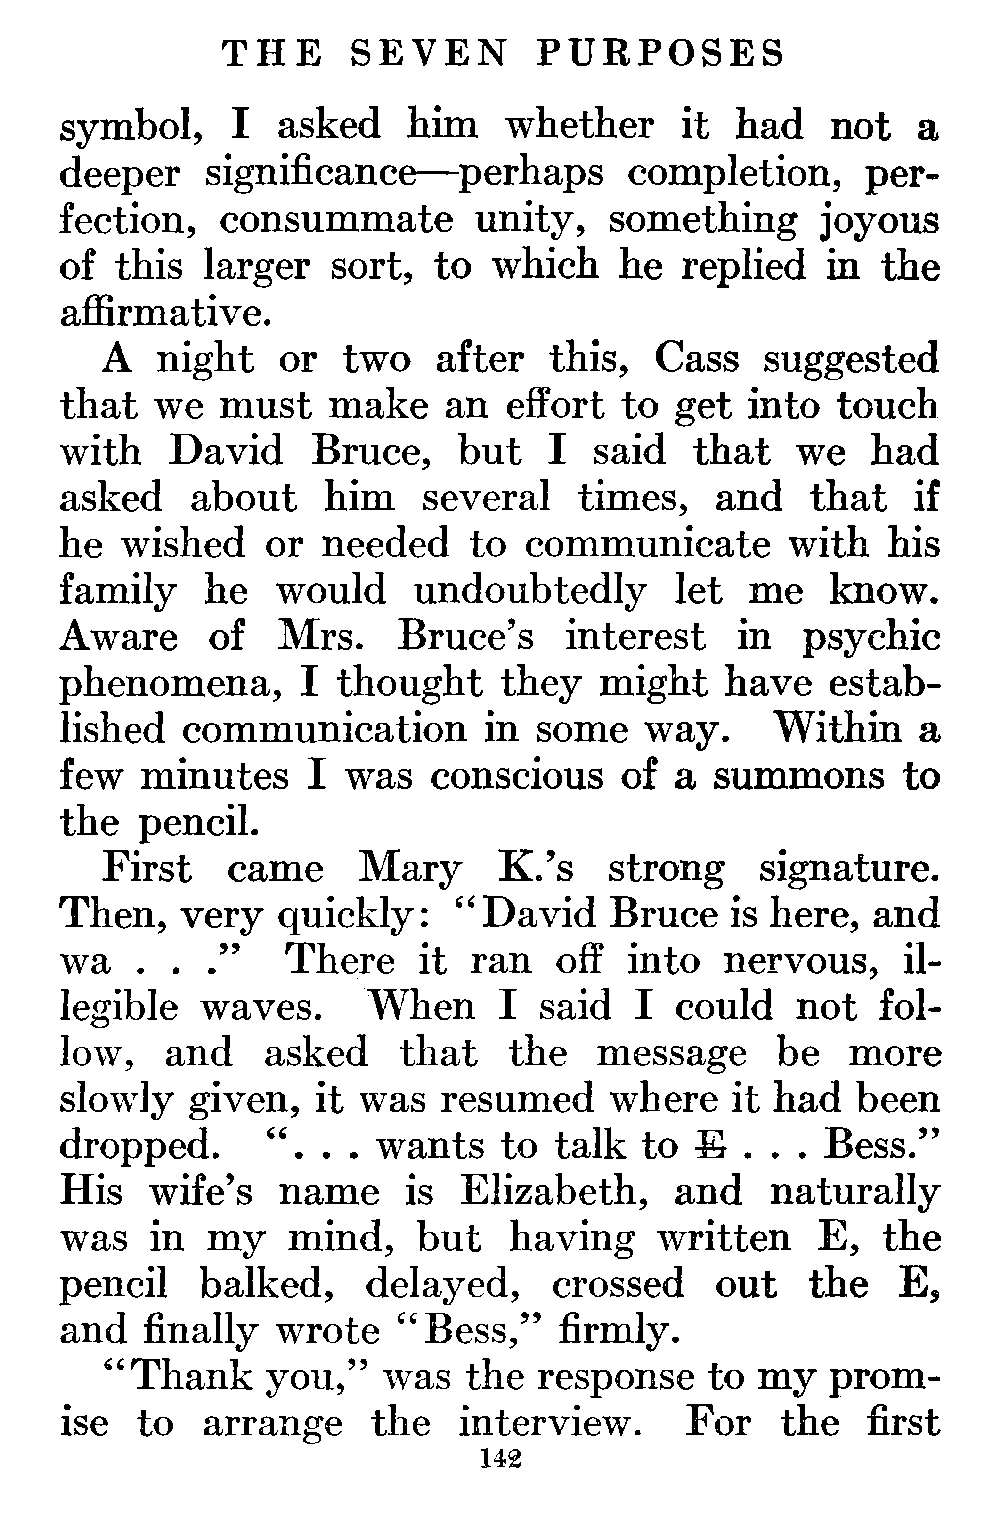 THE SEVEN PURPOSES
symbol, I asked him whether it had not a
deeper significance—perhaps completion, per-
fection, consummate unity, something joyous
of this larger sort, to which he replied in the
affirmative.
A night or two after this, Cass suggested
that we must make an effort to get into touch
with David Bruce, but I said that we had
asked about him several times, and that if
he wished or needed to communicate with his
family he would undoubtedly let me know.
Aware of Mrs. Bruce's interest in psychic
phenomena, I thought they might have estab-
lished communication in some way. Within a
few minutes I was conscious of a summons to
the pencil.
First came Mary K.'s strong signature.
Then, very quickly: "David Bruce is here, and
wa . . ." There it ran off into nervous, il-
legible waves. When I said I could not fol-
low, and asked that the message be more
slowly given, it was resumed where it had been
dropped. ". . . wants to talk to E̶ . . . Bess."
His wife's name is Elizabeth, and naturally
was in my mind, but having written E, the
pencil balked, delayed, crossed out the E,
and finally wrote "Bess," firmly.
"Thank you," was the response to my prom-
ise to arrange the interview. For the first
142